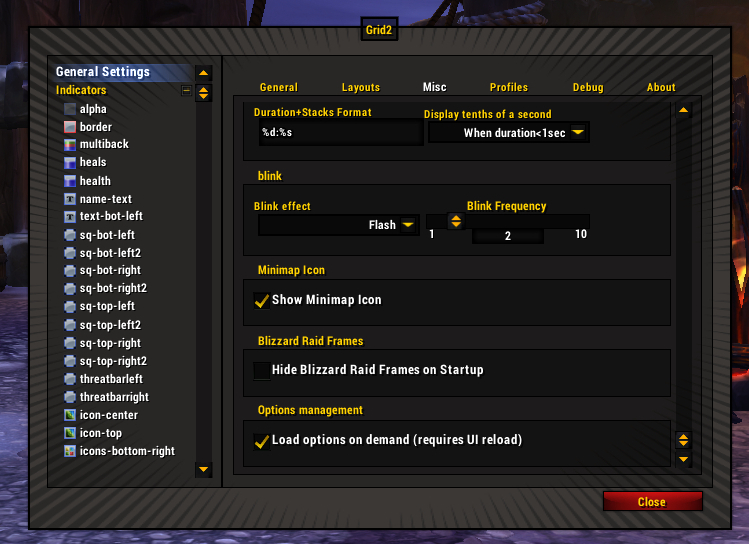 Grid2
General Settings
Indicators
alpha
border
multiback
heals
health
name-text
text-bot-left
sq-bot-left
sq-bot-left2
sq-bot-right
sq-bot-right2
sq-top-left
sq-top-left2
sq-top-right
sq-top-right2
threatbarleft
threatbarright
icon-center
icon-top
icons-bottom-right
General Layouts Misc Profiles Debug About
Duration+Stacks Format Display tenths of a second
%d:%s When duration<1sec
blink
Blink effect Blink Frequency
Flash
1 2 10
Minimap Icon
Show Minimap Icon
Blizzard Raid Frames
Hide Blizzard Raid Frames on Startup
Options management
Load options on demand (requires UI reload)
Close